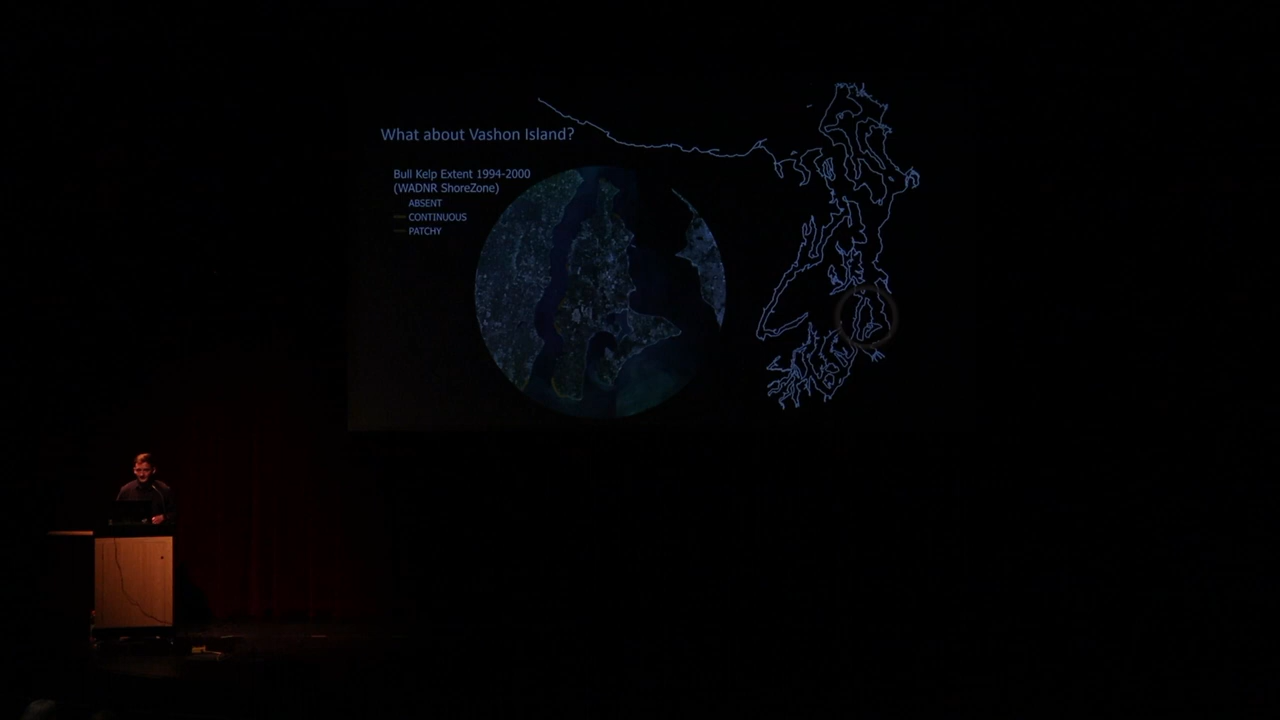 What about Vashon Island?
Bull Kelp Extent 1994-2000
(WADNR ShoreZone)
ABSENT
CONTINUOUS
PATCHY